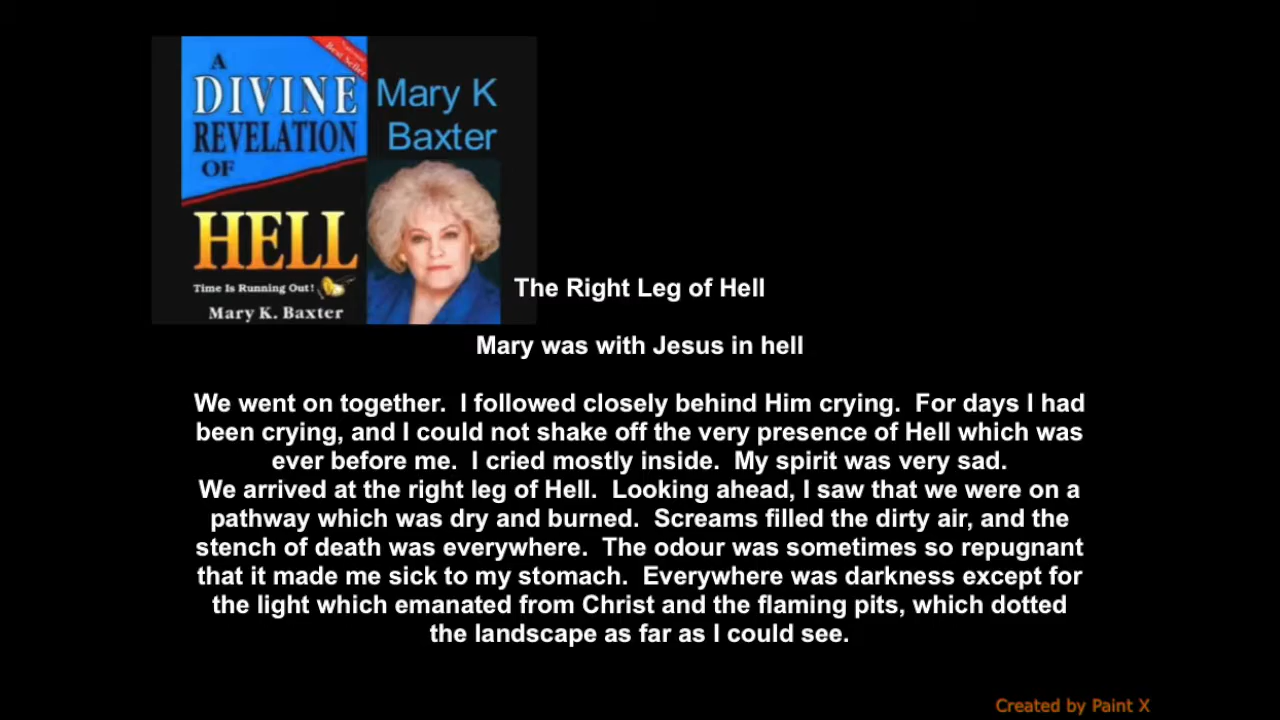 National
Best Seller
A
DIVINE
REVELATION
OF
HELL
Time Is Running Out!
Mary K. Baxter
Mary K
Baxter
The Right Leg of Hell
Mary was with Jesus in hell
We went on together.  I followed closely behind Him crying.  For days I had
been crying, and I could not shake off the very presence of Hell which was
ever before me.  I cried mostly inside.  My spirit was very sad.
We arrived at the right leg of Hell.  Looking ahead, I saw that we were on a
pathway which was dry and burned.  Screams filled the dirty air, and the
stench of death was everywhere.  The odour was sometimes so repugnant
that it made me sick to my stomach.  Everywhere was darkness except for
the light which emanated from Christ and the flaming pits, which dotted
the landscape as far as I could see.
Created by Paint X